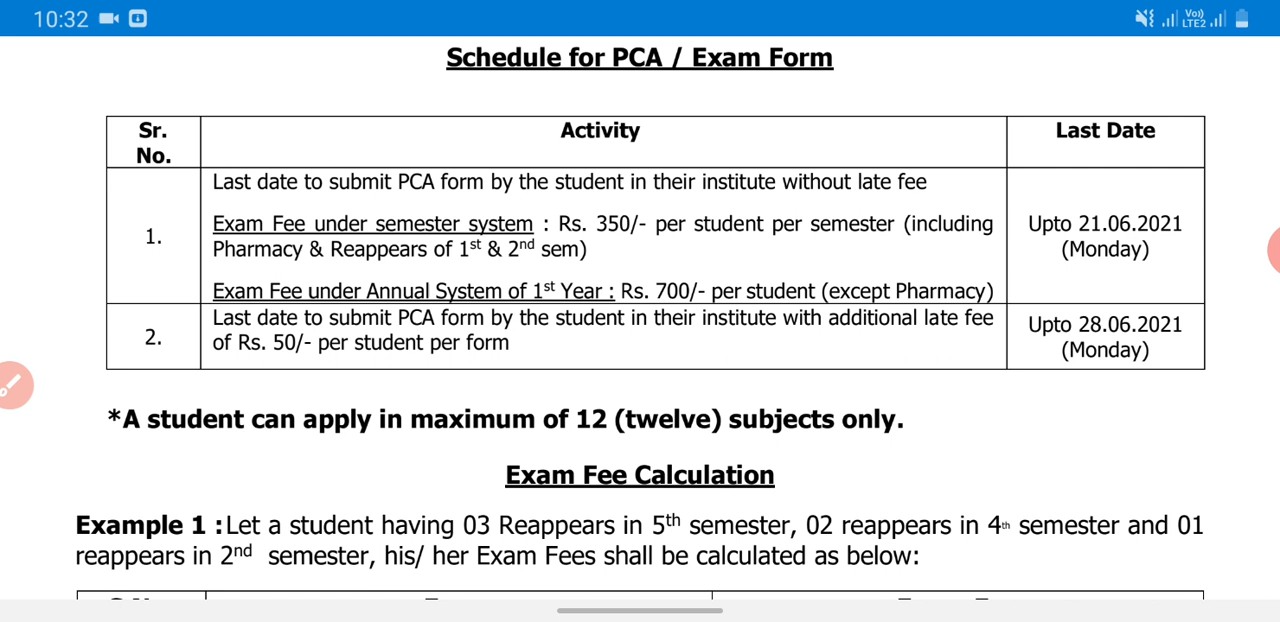 10:32
Vo))
LTE2
Schedule for PCA / Exam Form
Sr. No.
Activity
Last Date
1.
Last date to submit PCA form by the student in their institute without late fee
Exam Fee under semester system : Rs. 350/- per student per semester (including
Pharmacy & Reappears of 1st & 2nd sem)
Exam Fee under Annual System of 1st Year : Rs. 700/- per student (except Pharmacy)
Upto 21.06.2021
(Monday)
2.
Last date to submit PCA form by the student in their institute with additional late fee
of Rs. 50/- per student per form
Upto 28.06.2021
(Monday)
*A student can apply in maximum of 12 (twelve) subjects only.
Exam Fee Calculation
Example 1 :Let a student having 03 Reappears in 5th semester, 02 reappears in 4th semester and 01
reappears in 2nd semester, his/ her Exam Fees shall be calculated as below: